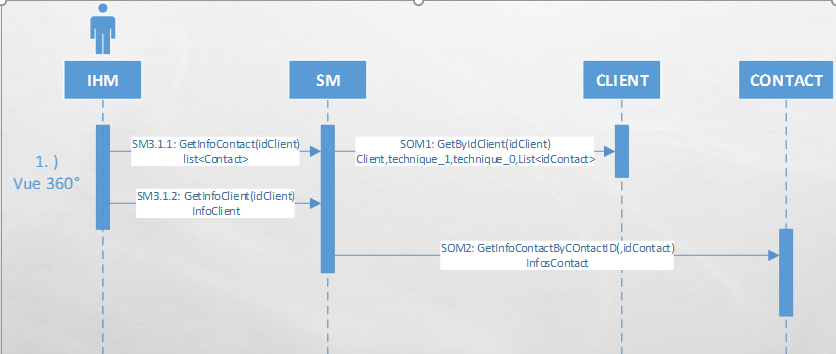 IHM
SM
CLIENT
CONTACT
1. )
Vue 360°
SM3.1.1: GetInfoContact(idClient)
list<Contact>
SOM1: GetByIdClient(idClient)
Client,technique_1,technique_0,List<idContact>
SM3.1.2: GetInfoClient(idClient)
InfoClient
SOM2: GetInfoContactByCOntactID(,idContact)
InfosContact